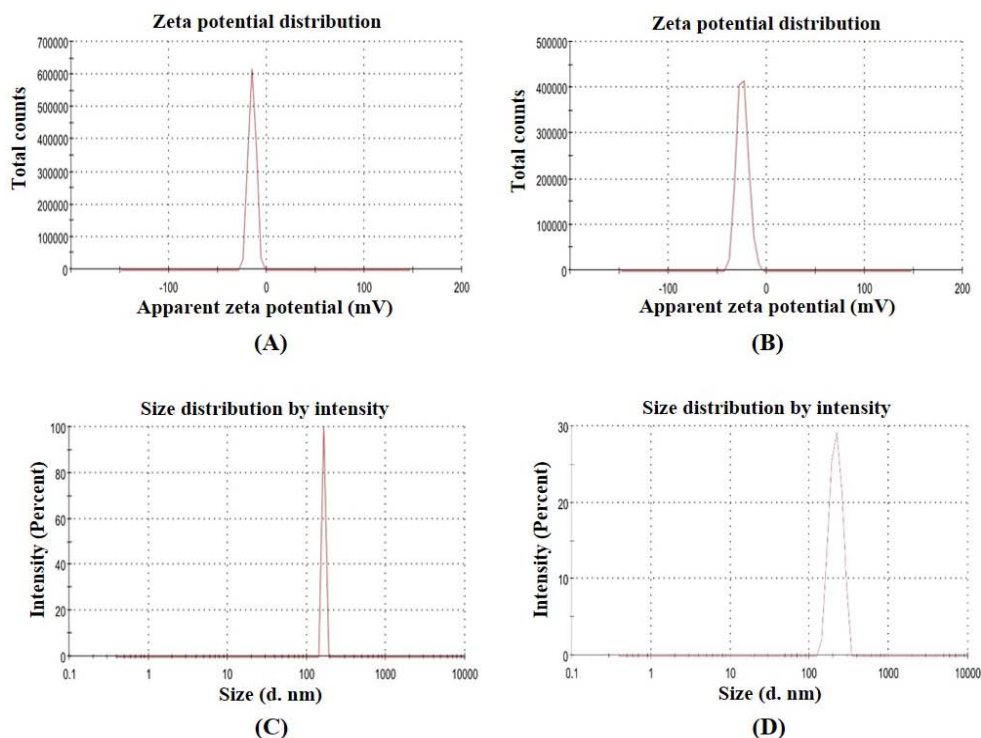 Zeta potential distribution
700000
600000
500000
400000
300000
200000
100000
0
Total counts
-100
0
100
200
Apparent zeta potential (mV)
(A)
Zeta potential distribution
500000
400000
300000
200000
100000
0
Total counts
-100
0
100
200
Apparent zeta potential (mV)
(B)
Size distribution by intensity
100
80
60
40
20
0
Intensity (Percent)
0.1
1
10
100
1000
10000
Size (d. nm)
(C)
Size distribution by intensity
30
20
10
0
Intensity (Percent)
0.1
1
10
100
1000
10000
Size (d. nm)
(D)